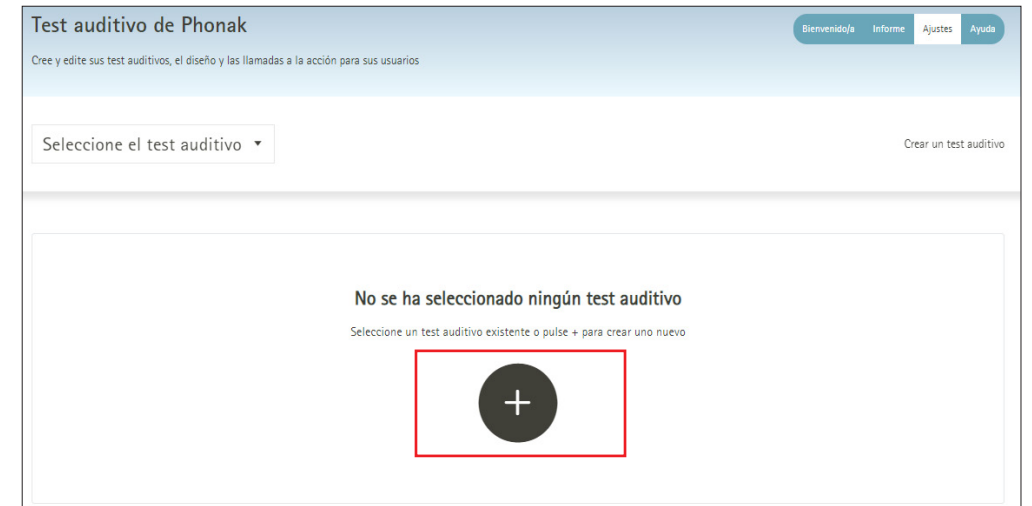 Test auditivo de Phonak
Bienvenido/a Informe Ajustes Ayuda
Cree y edite sus test auditivos, el diseño y las llamadas a la acción para sus usuarios
Seleccione el test auditivo
Crear un test auditivo
No se ha seleccionado ningún test auditivo
Seleccione un test auditivo existente o pulse + para crear uno nuevo
+